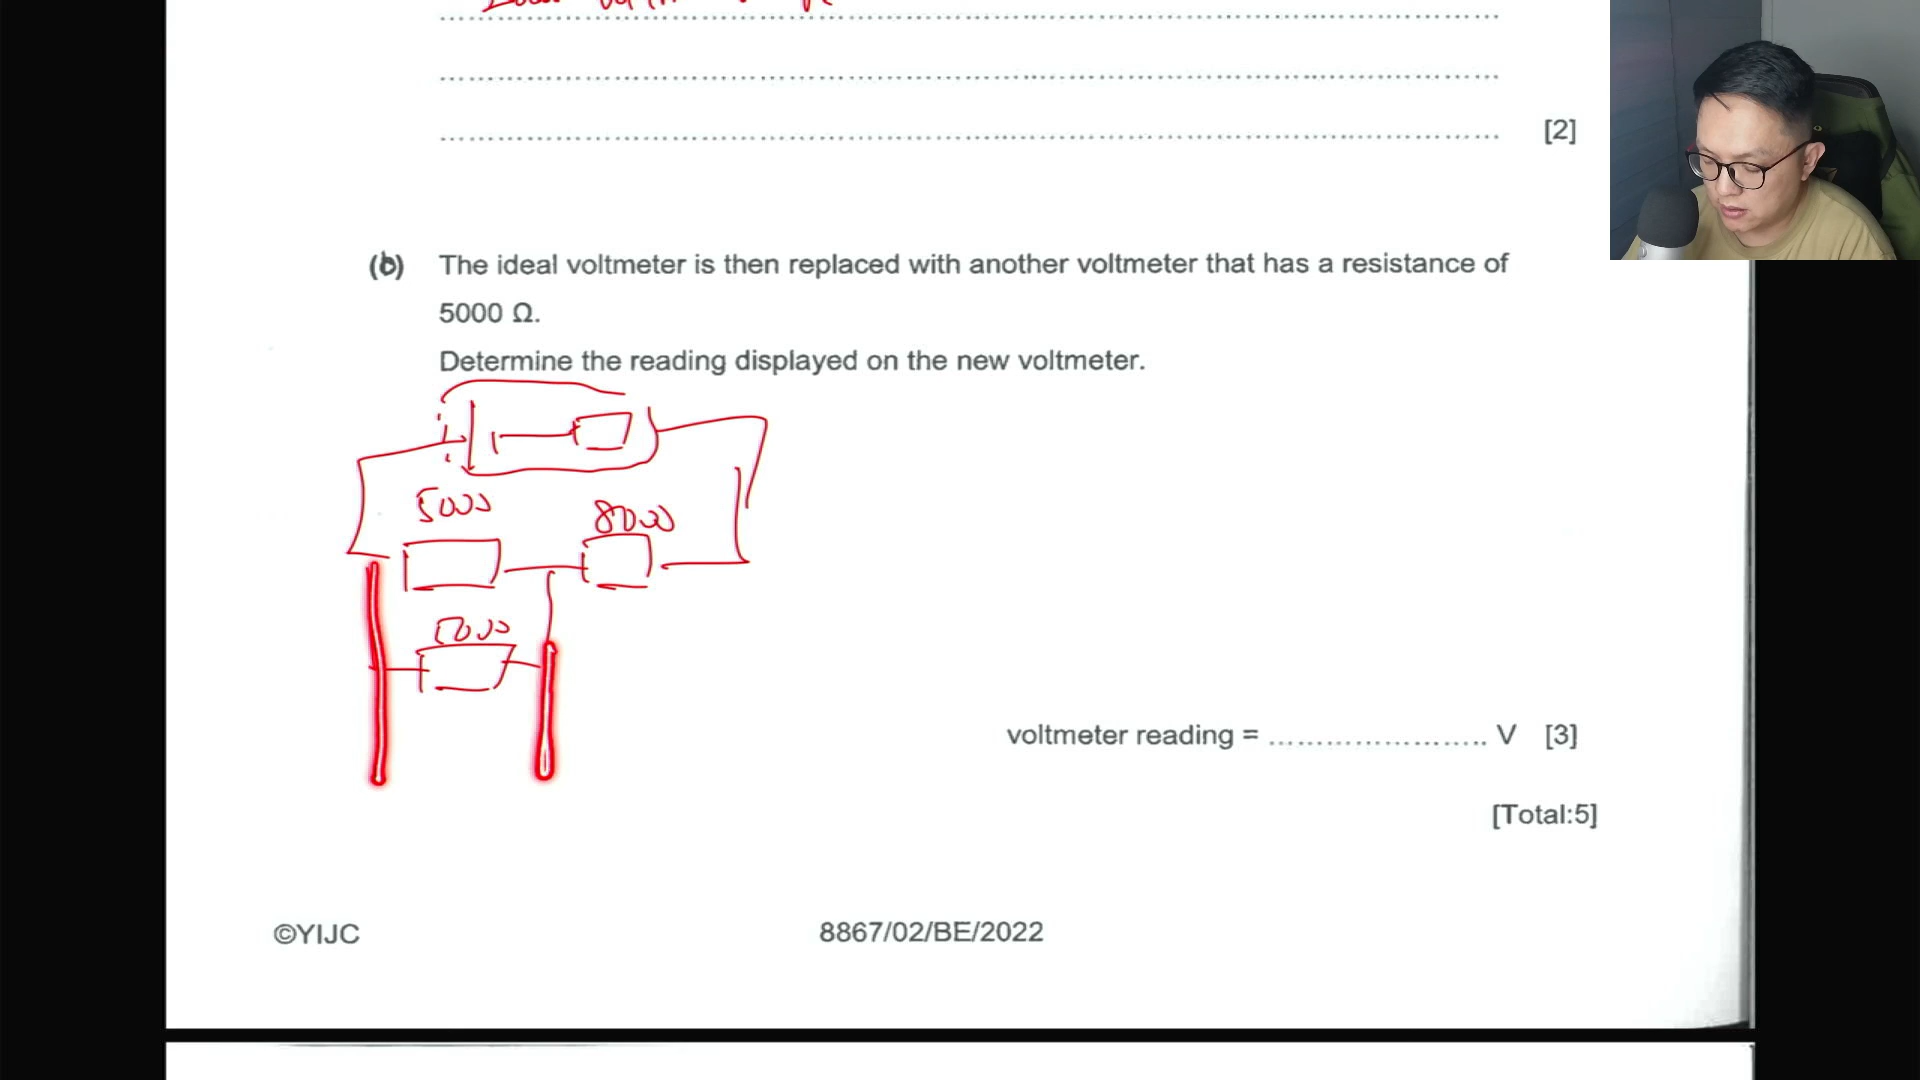 [2]
(b) The ideal voltmeter is then replaced with another voltmeter that has a resistance of
5000 Ω.
Determine the reading displayed on the new voltmeter.
5000
8000
voltmeter reading = ........................ V [3]
[Total:5]
©YIJC
8867/02/BE/2022